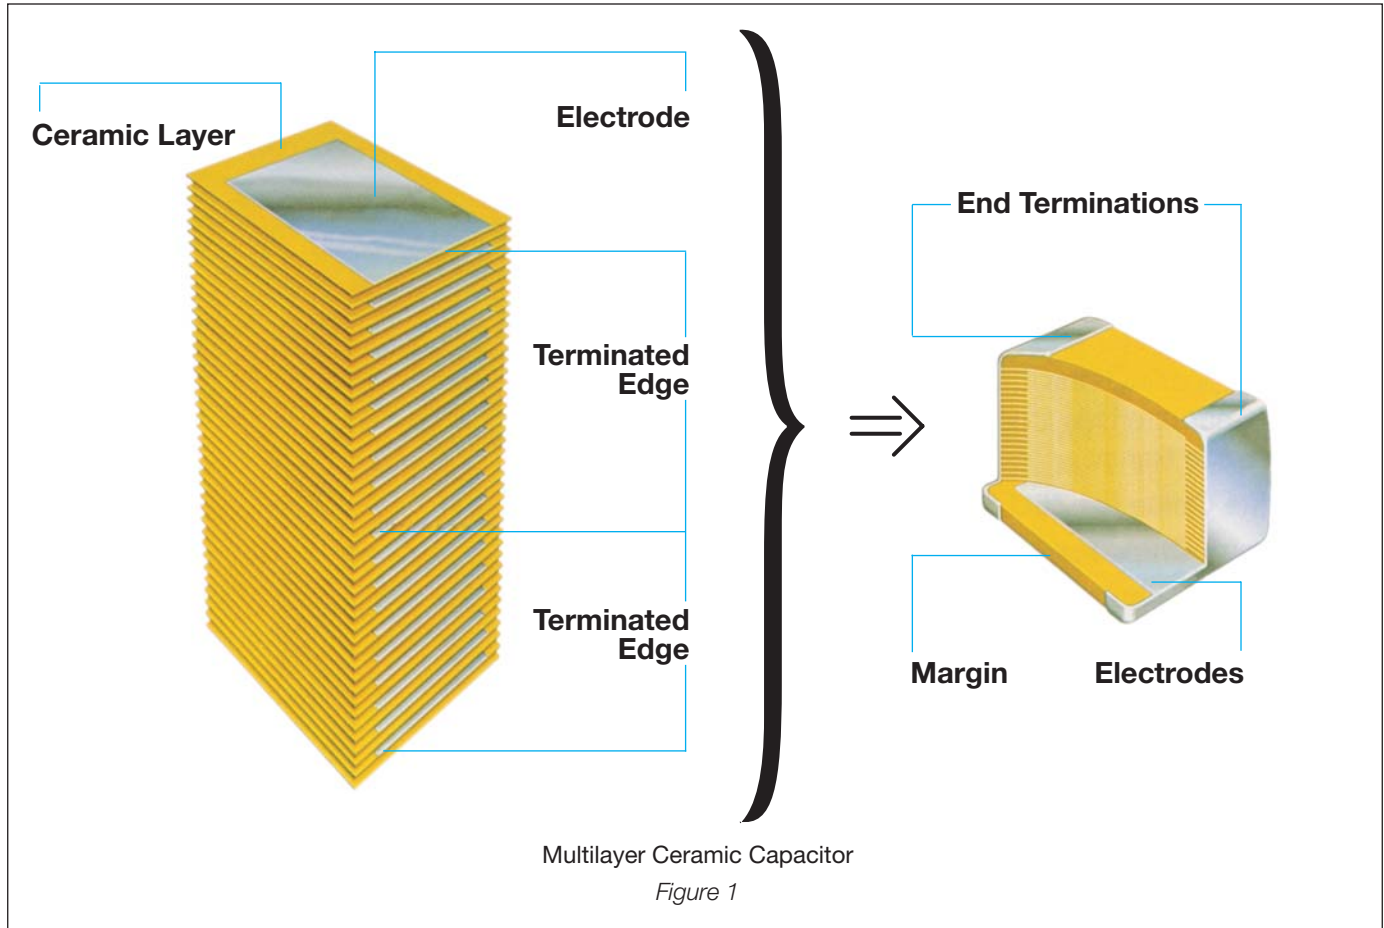 Ceramic Layer
Electrode
Terminated
Edge
Terminated
Edge
End Terminations
Margin
Electrodes
Multilayer Ceramic Capacitor
Figure 1